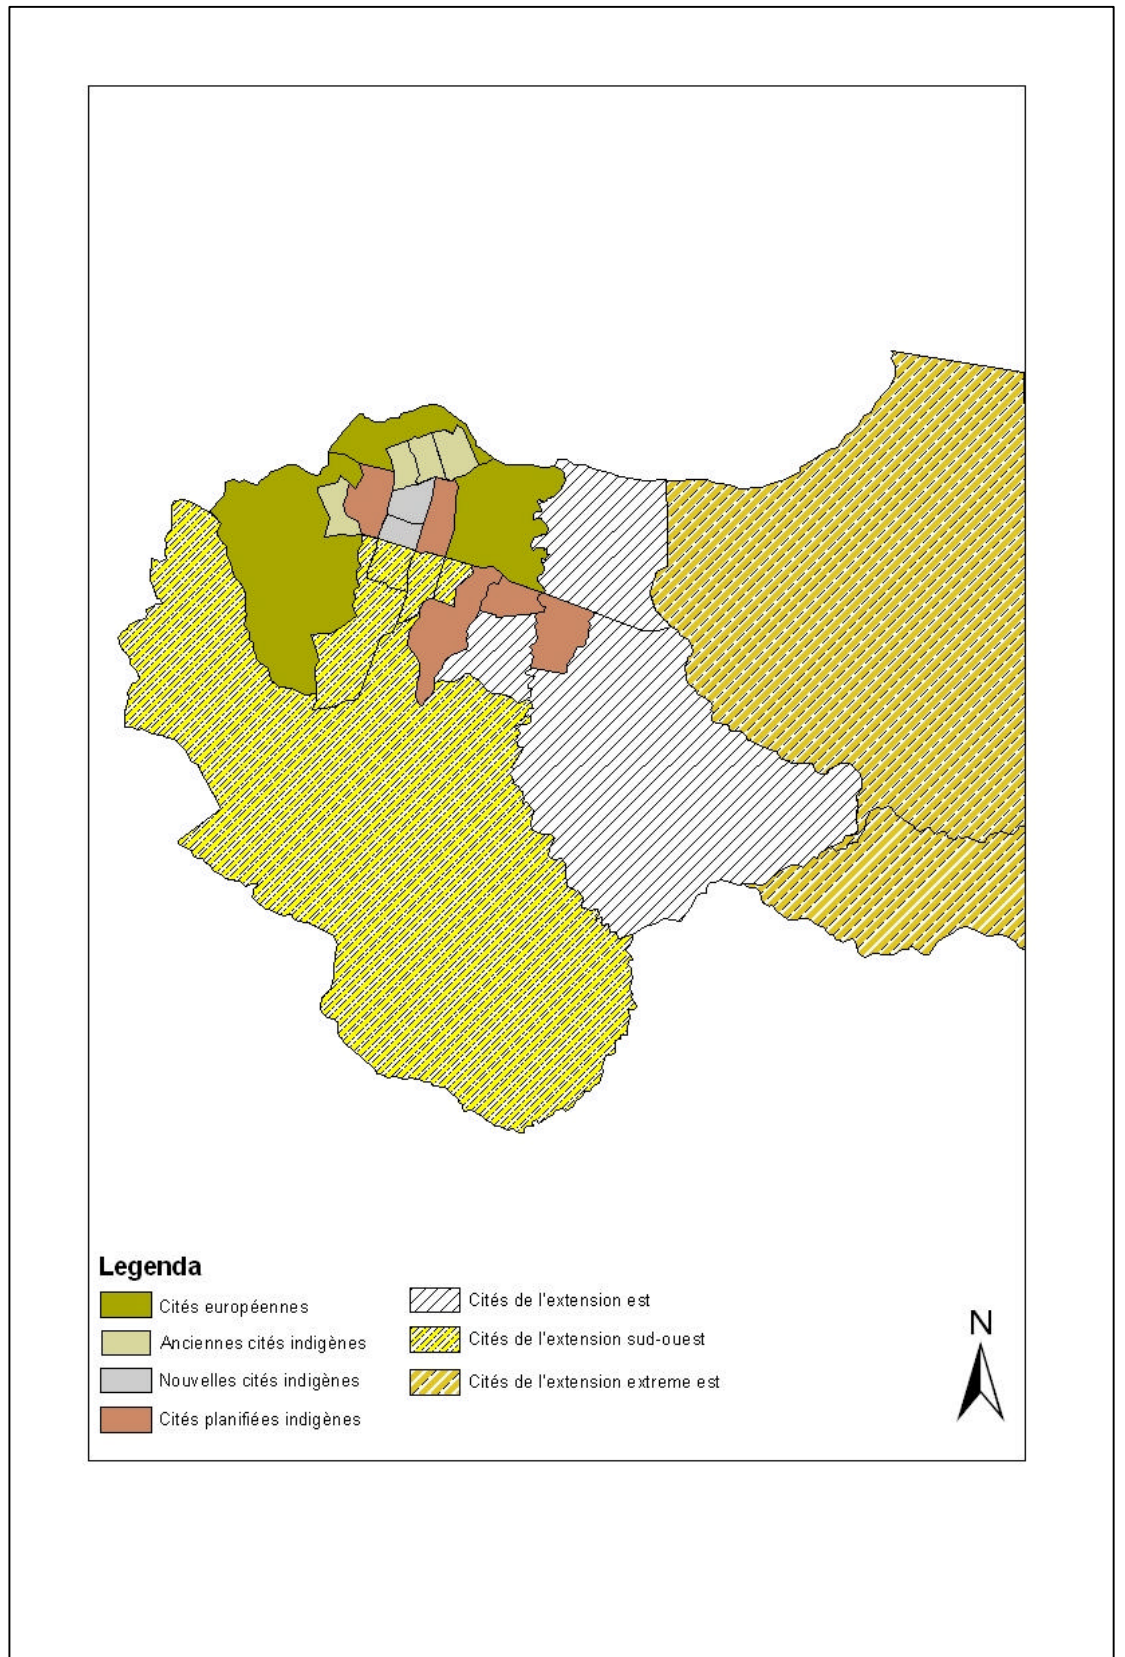 Legenda
Cités européennes
Anciennes cités indigènes
Nouvelles cités indigènes
Cités planifiées indigènes
Cités de l'extension est
Cités de l'extension sud-ouest
Cités de l'extension extreme est
N